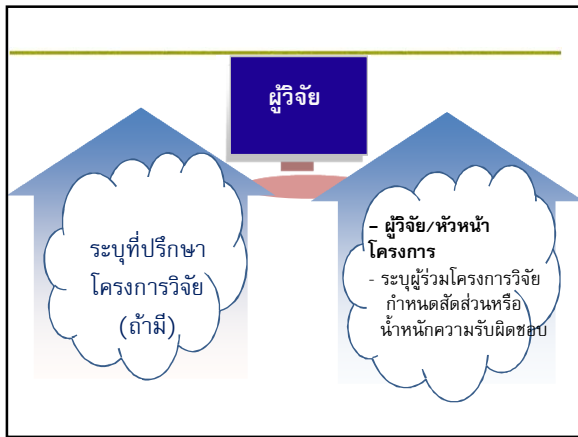 ผู้วิจัย
ระบุที่ปรึกษา
โครงการวิจัย
(ถ้ามี)
– ผู้วิจัย/หัวหน้า
โครงการ
- ระบุผู้ร่วมโครงการวิจัย
กำหนดสัดส่วนหรือ
น้ำหนักความรับผิดชอบ